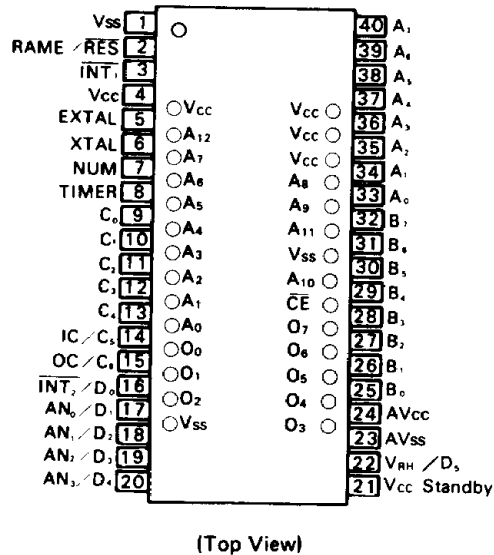 Vss 1
RAME / RES 2
INT₁ 3
Vcc 4
EXTAL 5
XTAL 6
NUM 7
TIMER 8
C₀ 9
C₁ 10
C₂ 11
C₃ 12
C₄ 13
IC / C₅ 14
OC / C₆ 15
INT₂ / D₀ 16
AN₀ / D₁ 17
AN₁ / D₂ 18
AN₂ / D₃ 19
AN₃ / D₄ 20
VCC
A12
A7
A6
A5
A4
A3
A2
A1
A0
O0
O1
O2
VSS
VCC
VCC
VCC
A8
A9
A11
VSS
A10
CE
O7
O6
O5
O4
O3
40 A₇
39 A₆
38 A₅
37 A₄
36 A₃
35 A₂
34 A₁
33 A₀
32 B₇
31 B₆
30 B₅
29 B₄
28 B₃
27 B₂
26 B₁
25 B₀
24 AVcc
23 AVss
22 VRH / D₅
21 Vcc Standby
(Top View)